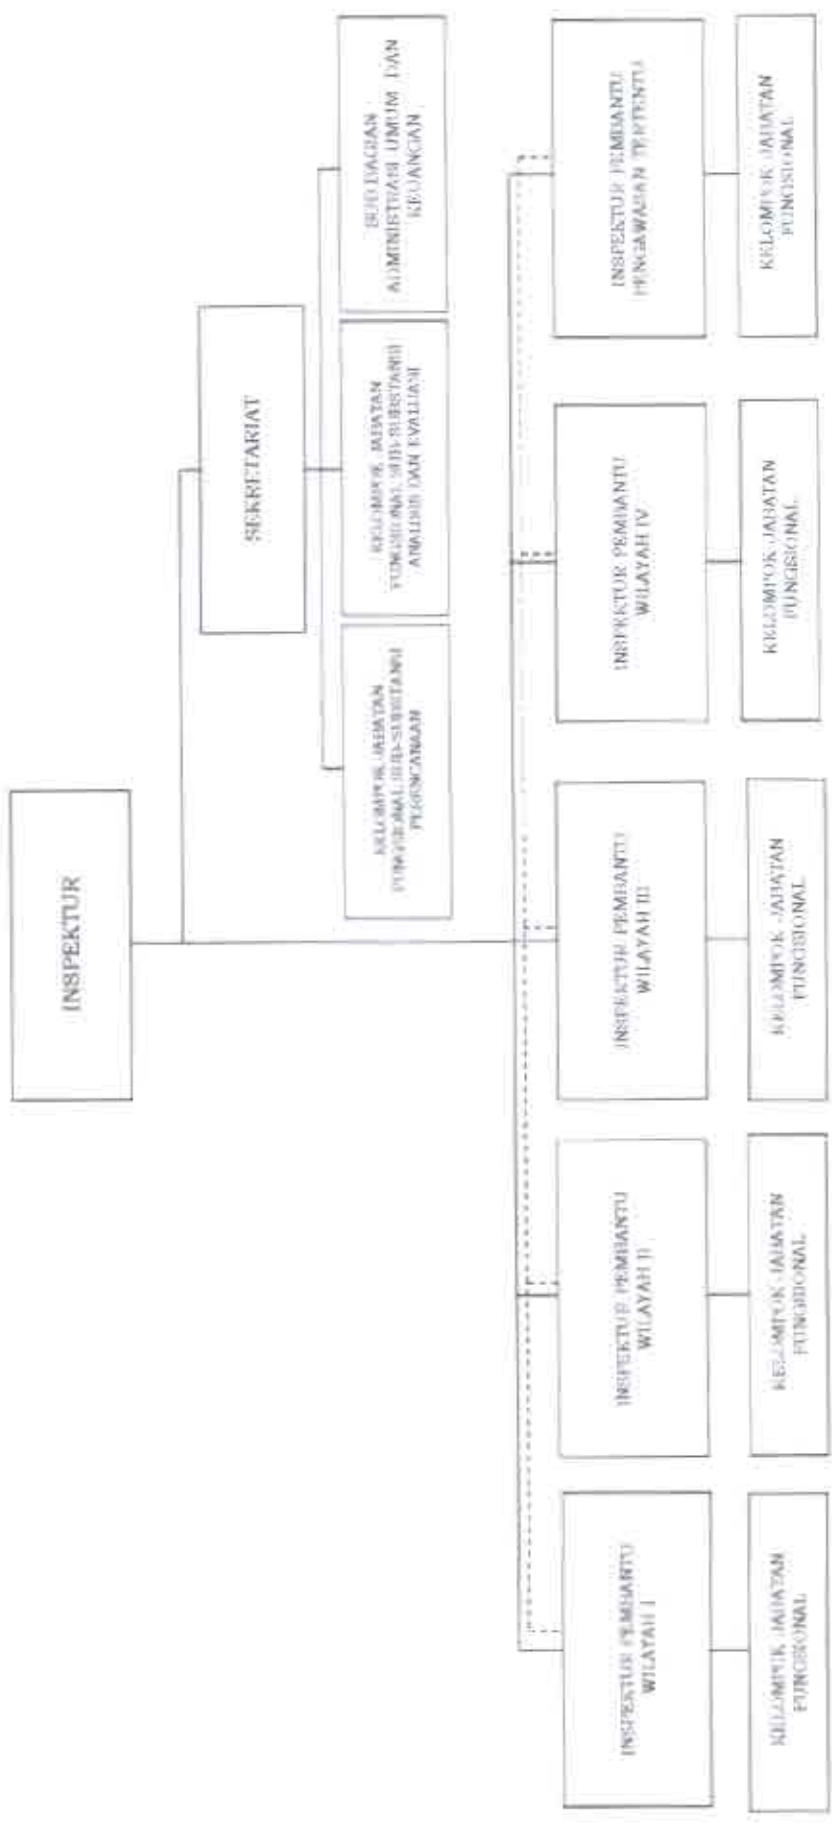 INSPEKTUR
SEKRETARIAT
KELOMPOK JABATAN
FUNGSIONAL SUB-SUBSTANSI
PERENCANAAN
KELOMPOK JABATAN
FUNGSIONAL SUB-SUBSTANSI
ANALISIS DAN EVALUASI
SUB BAGIAN
ADMINISTRASI UMUM DAN
KEUANGAN
INSPEKTUR PEMBANTU
WILAYAH I
INSPEKTUR PEMBANTU
WILAYAH II
INSPEKTUR PEMBANTU
WILAYAH III
INSPEKTUR PEMBANTU
WILAYAH IV
INSPEKTUR PEMBANTU
PENGAWASAN TERTENTU
KELOMPOK JABATAN
FUNGSIONAL
KELOMPOK JABATAN
FUNGSIONAL
KELOMPOK JABATAN
FUNGSIONAL
KELOMPOK JABATAN
FUNGSIONAL
KELOMPOK JABATAN
FUNGSIONAL